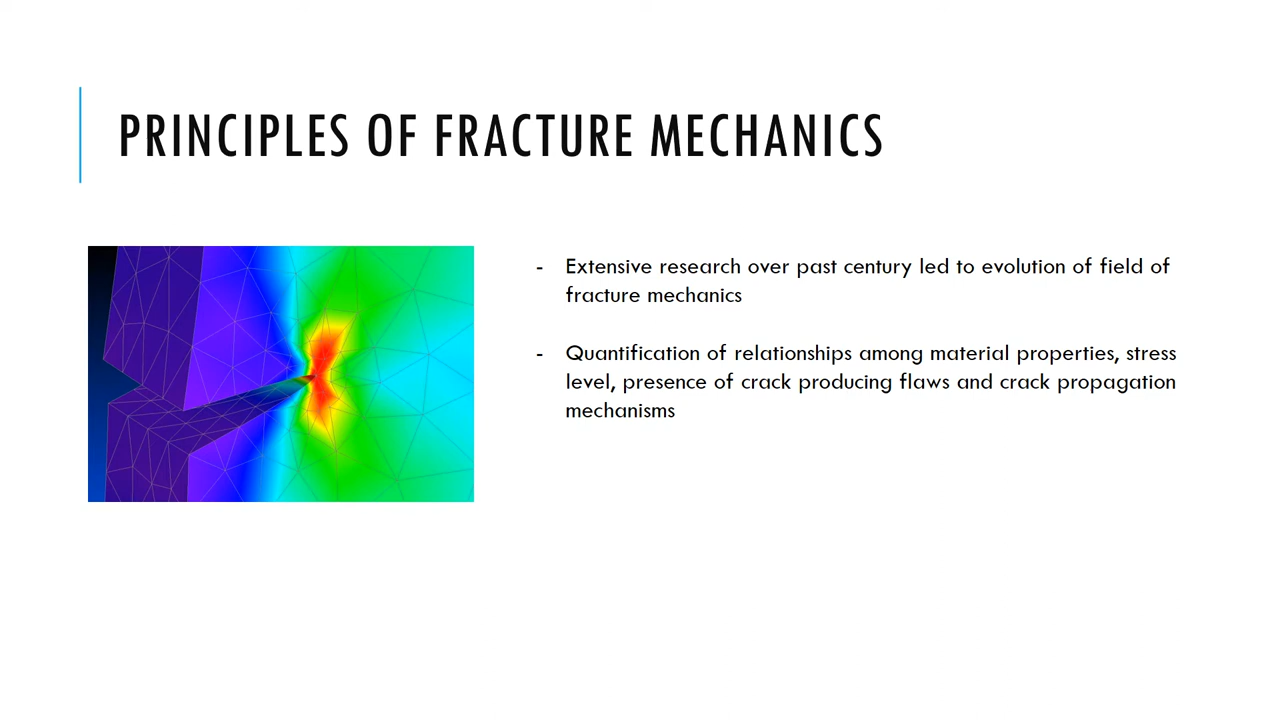 PRINCIPLES OF FRACTURE MECHANICS
- Extensive research over past century led to evolution of field of
fracture mechanics
- Quantification of relationships among material properties, stress
level, presence of crack producing flaws and crack propagation
mechanisms